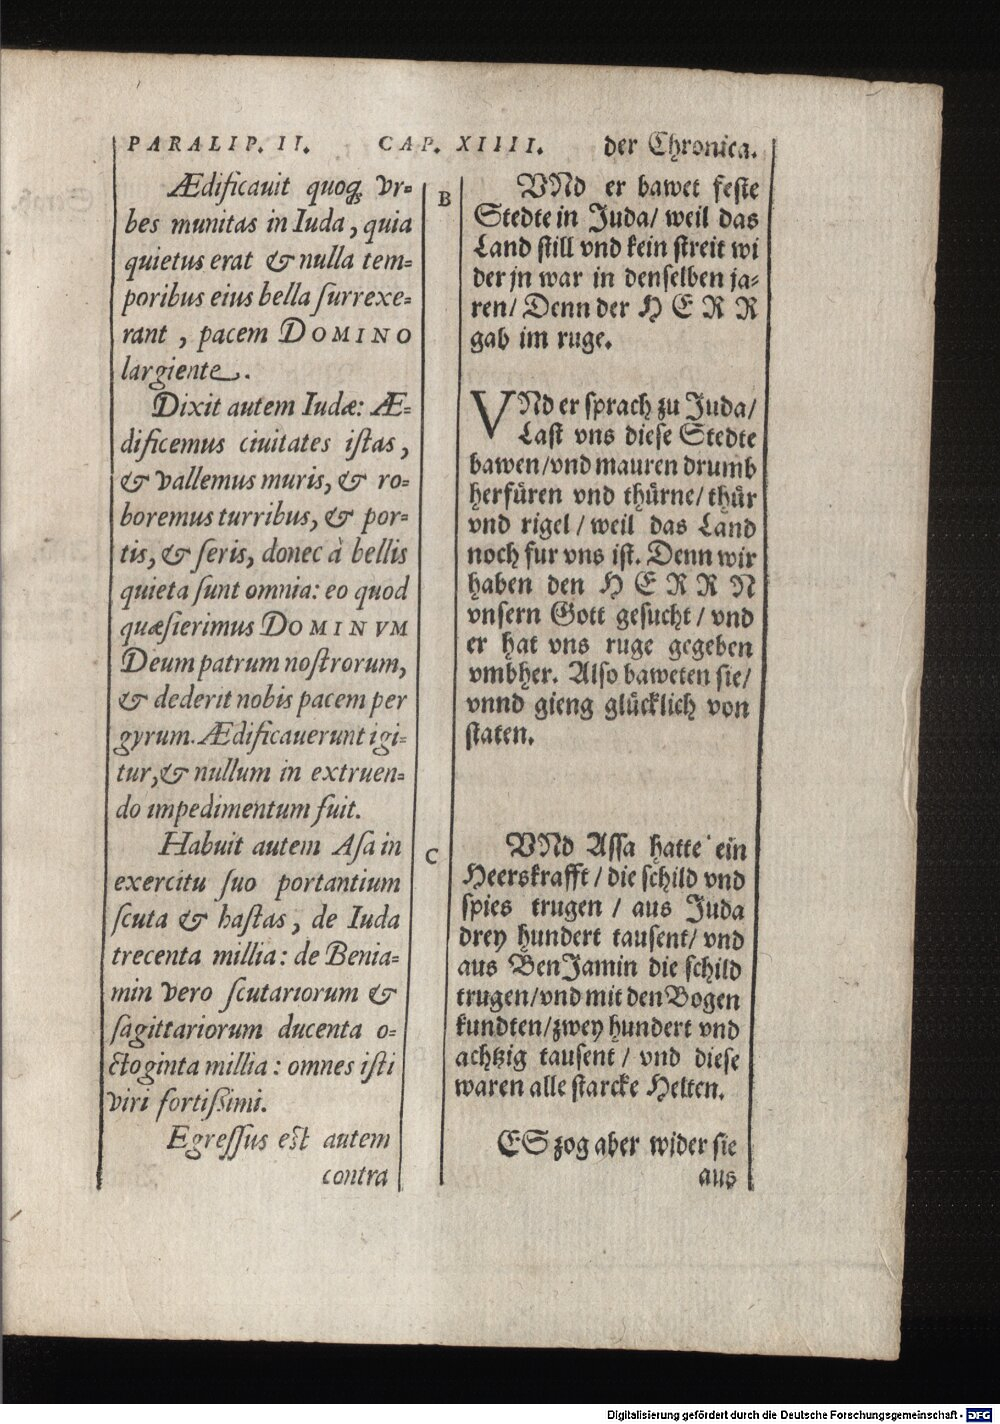 PARALIP. II. CAP. XIIII. der Chronica.
Ædificauit quoq; vr-
bes munitas in Iuda, quia
quietus erat & nulla tem-
poribus eius bella ſurrexe-
rant, pacem DOMINO
largiente.
Dixit autem Iudæ: Æ-
dificemus ciuitates iſtas,
& vallemus muris, & ro-
boremus turribus, & por-
tis, & ſeris, donec à bellis
quieta ſunt omnia: eo quod
quæſierimus DOMINVM
Deum patrum noſtrorum,
& dederit nobis pacem per
gyrum. Ædificauerunt igi-
tur, & nullum in extruen-
do impedimentum fuit.
Habuit autem Aſa in
exercitu ſuo portantium
ſcuta & haſtas, de Iuda
trecenta millia: de Benia-
min vero ſcutariorum &
ſagittariorum ducenta o-
ctoginta millia: omnes iſti
viri fortiſsimi.
Egreſſus eſt autem
contra
B
C
VNd er bawet feſte
Stedte in Juda/ weil das
Land ſtill vnd kein ſtreit wi
der jn war in denſelben ja-
ren/ Denn der HERR
gab im ruge.
VNd er ſprach zu Juda/
Laſt vns dieſe Stedte
bawen/vnd mauren drumb
herfüren vnd thürne/ thür
vnd rigel/ weil das Land
noch fur vns iſt. Denn wir
haben den HERRN
vnſern Gott geſucht/ vnd
er hat vns ruge gegeben
vmbher. Alſo baweten ſie/
vnnd gieng glücklich von
ſtaten.
VNd Aſſa hatte ein
Heerskrafft/ die ſchild vnd
ſpies trugen/ aus Juda
drey hundert tauſent/ vnd
aus BenJamin die ſchild
trugen/vnd mit den Bogen
kundten/zwey hundert vnd
achtzig tauſent/ vnd dieſe
waren alle ſtarcke Helten.
ES zog aber wider ſie
aus
Digitalisierung gefördert durch die Deutsche Forschungsgemeinschaft - DFG